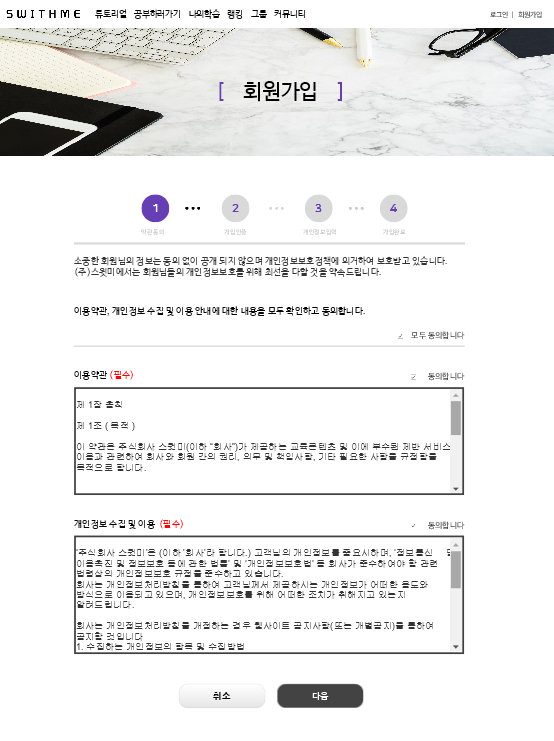 SWITHME 튜토리얼 공부하러가기 나의학습 랭킹 그룹 커뮤니티 로그인 | 회원가입
[ 회원가입 ]
1 ••• 2 ••• 3 ••• 4
약관동의 가입인증 개인정보입력 가입완료
소중한 회원님의 정보는 동의 없이 공개 되지 않으며 개인정보보호정책에 의거하여 보호받고 있습니다.
(주)스윗미에서는 회원님들의 개인정보보호를 위해 최선을 다할 것을 약속드립니다.
이용약관, 개인정보 수집 및 이용 안내에 대한 내용을 모두 확인하고 동의합니다.
모두 동의합니다
이용약관 (필수) 동의합니다
제 1장 총칙
제 1조 ( 목적 )
이 약관은 주식회사 스윗미(이하 "회사")가 제공하는 교육콘텐츠 및 이에 부수된 제반 서비스
이용과 관련하여 회사와 회원 간의 권리, 의무 및 책임사항, 기타 필요한 사항을 규정함을
목적으로 합니다.
개인정보 수집 및 이용 (필수) 동의합니다
'주식회사 스윗미'은 (이하 '회사'라 합니다.) 고객님의 개인정보를 중요시하며, '정보통신
이용촉진 및 정보보호 등에 관한 법률' 및 '개인정보보호법' 등 회사가 준수하여야 할 관련
법령상의 개인정보보호 규정을 준수하고 있습니다.
회사는 개인정보처리방침을 통하여 고객님께서 제공하시는 개인정보가 어떠한 용도와
방식으로 이용되고 있으며, 개인정보보호를 위해 어떠한 조치가 취해지고 있는지
알려드립니다.
회사는 개인정보처리방침을 개정하는 경우 웹사이트 공지사항(또는 개별공지)을 통하여
공지할 것입니다
1. 수집하는 개인정보의 항목 및 수집방법
취소 다음